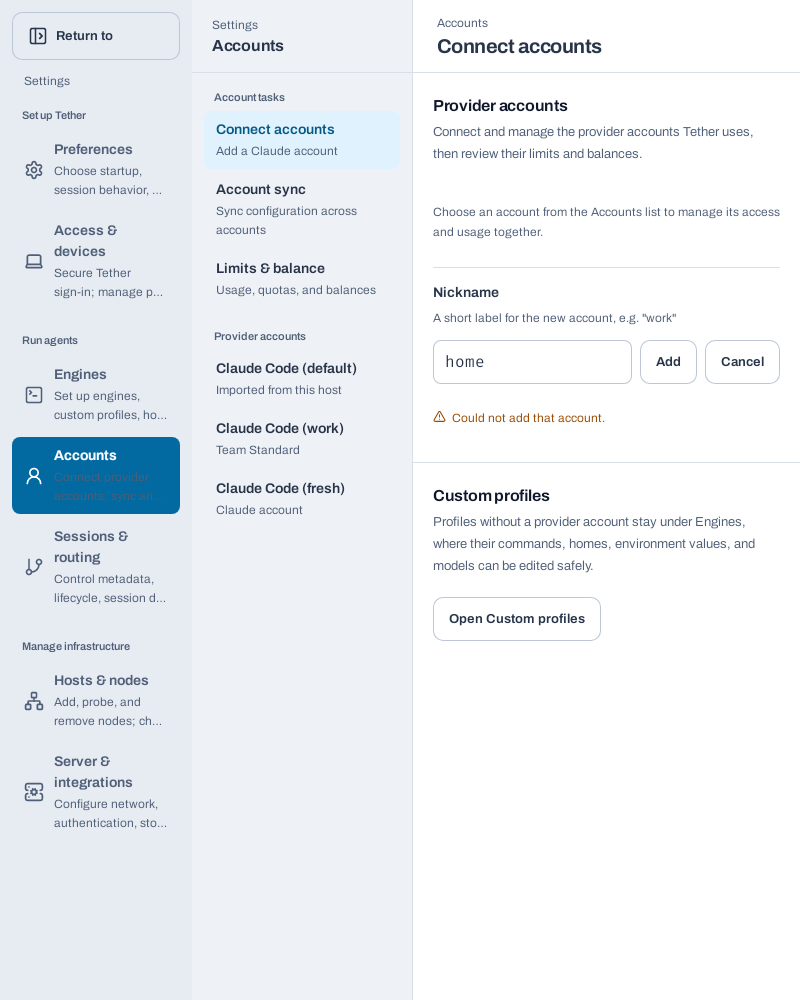 Return to
Settings
Set up Tether
Preferences
Choose startup,
session behavior, ...
Access &
devices
Secure Tether
sign-in; manage p...
Run agents
Engines
Set up engines,
custom profiles, ho...
Accounts
Connect provider
accounts, sync an...
Sessions &
routing
Control metadata,
lifecycle, session d...
Manage infrastructure
Hosts & nodes
Add, probe, and
remove nodes; ch...
Server &
integrations
Configure network,
authentication, sto...
Settings
Accounts
Account tasks
Connect accounts
Add a Claude account
Account sync
Sync configuration across
accounts
Limits & balance
Usage, quotas, and balances
Provider accounts
Claude Code (default)
Imported from this host
Claude Code (work)
Team Standard
Claude Code (fresh)
Claude account
Accounts
Connect accounts
Provider accounts
Connect and manage the provider accounts Tether uses,
then review their limits and balances.
Choose an account from the Accounts list to manage its access
and usage together.
Nickname
A short label for the new account, e.g. "work"
home
Add
Cancel
Could not add that account.
Custom profiles
Profiles without a provider account stay under Engines,
where their commands, homes, environment values, and
models can be edited safely.
Open Custom profiles